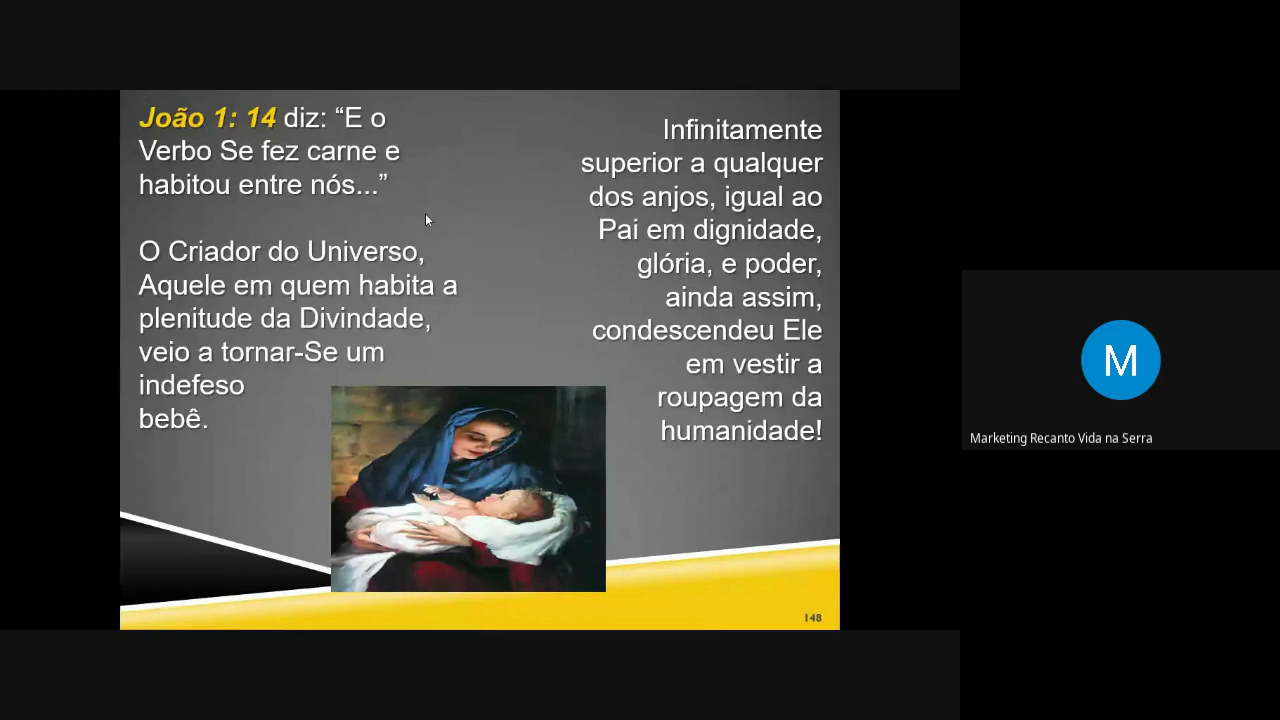 João 1: 14 diz: “E o
Verbo Se fez carne e
habitou entre nós...”
O Criador do Universo,
Aquele em quem habita a
plenitude da Divindade,
veio a tornar-Se um
indefeso
bebê.
Infinitamente
superior a qualquer
dos anjos, igual ao
Pai em dignidade,
glória, e poder,
ainda assim,
condescendeu Ele
em vestir a
roupagem da
humanidade!
148
M
Marketing Recanto Vida na Serra